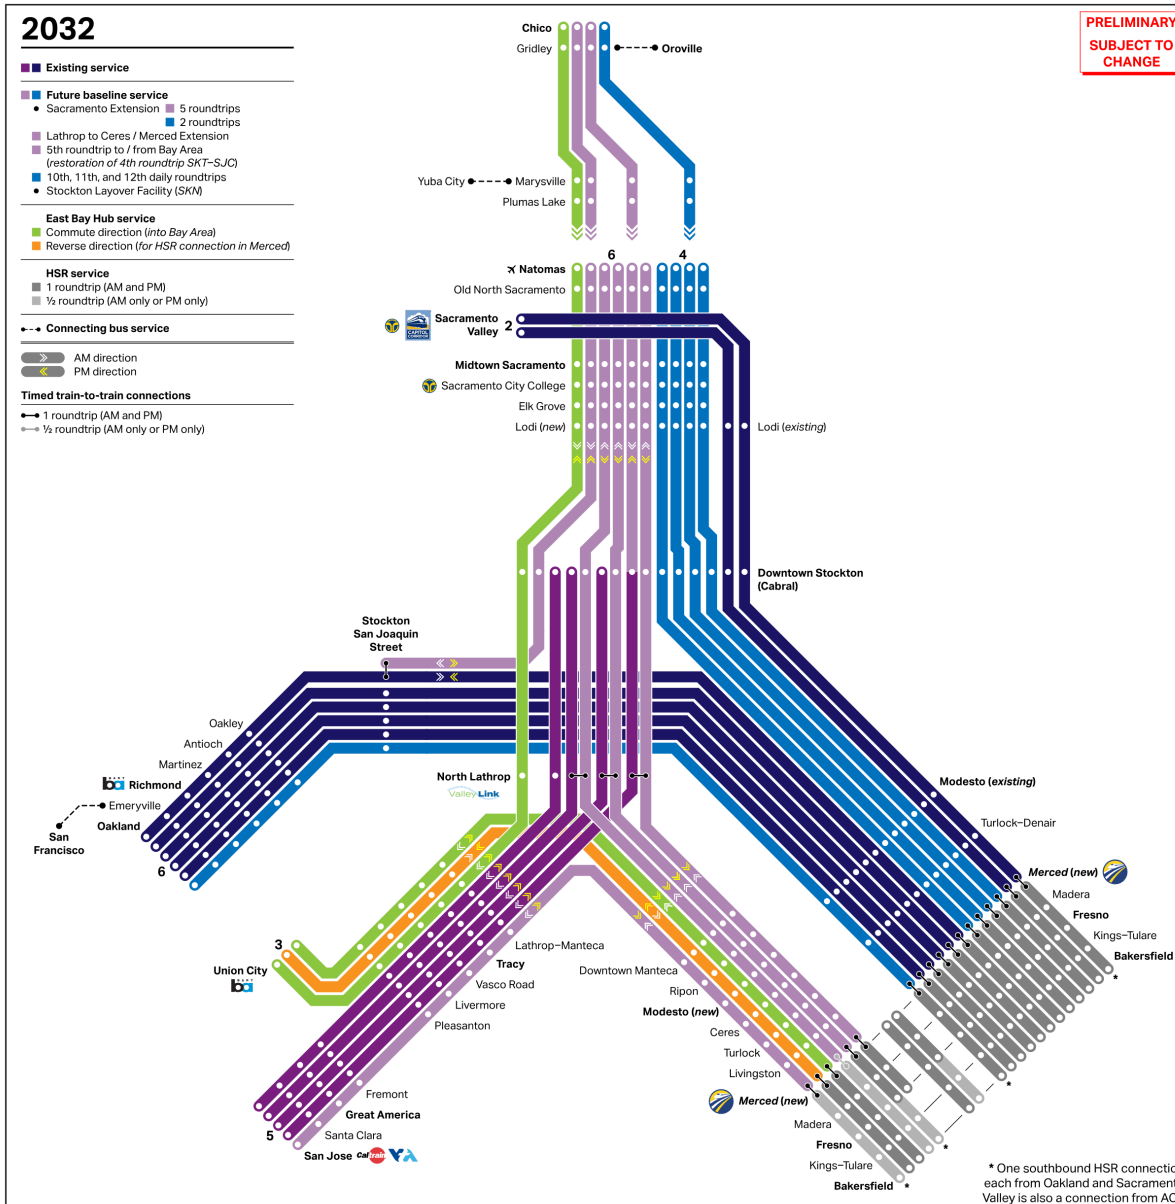 2032
PRELIMINARY
SUBJECT TO
CHANGE
Existing service
Future baseline service
Sacramento Extension 5 roundtrips
2 roundtrips
Lathrop to Ceres / Merced Extension
5th roundtrip to / from Bay Area
(restoration of 4th roundtrip SKT–SJC)
10th, 11th, and 12th daily roundtrips
Stockton Layover Facility (SKN)
East Bay Hub service
Commute direction (into Bay Area)
Reverse direction (for HSR connection in Merced)
HSR service
1 roundtrip (AM and PM)
½ roundtrip (AM only or PM only)
Connecting bus service
AM direction
PM direction
Timed train-to-train connections
1 roundtrip (AM and PM)
½ roundtrip (AM only or PM only)
Chico
Gridley
Oroville
Yuba City
Marysville
Plumas Lake
6
4
Natomas
Old North Sacramento
CAPITOL
CORRIDOR
Sacramento
Valley
2
Midtown Sacramento
Sacramento City College
Elk Grove
Lodi (new)
Lodi (existing)
Downtown Stockton
(Cabral)
Stockton
San Joaquin
Street
Oakley
Antioch
Martinez
BART
ba
Richmond
Emeryville
Oakland
San
Francisco
6
North Lathrop
Valley Link
Modesto (existing)
Turlock–Denair
Merced (new)
Madera
Fresno
Kings–Tulare
Bakersfield
*
3
Union City
BART
ba
Lathrop–Manteca
Tracy
Vasco Road
Livermore
Pleasanton
Fremont
Great America
Santa Clara
San Jose
Caltrain
VTA
5
Downtown Manteca
Ripon
Modesto (new)
Ceres
Turlock
Livingston
Merced (new)
Madera
Fresno
Kings–Tulare
Bakersfield
*
*
*
* One southbound HSR connectio
each from Oakland and Sacrament
Valley is also a connection from AC